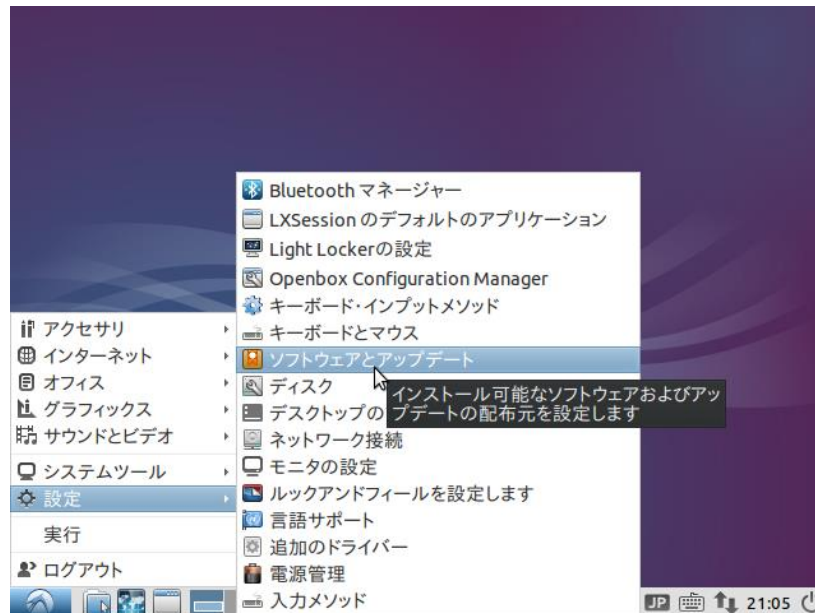 Bluetooth マネージャー
LXSession のデフォルトのアプリケーション
Light Lockerの設定
Openbox Configuration Manager
キーボード・インプットメソッド
キーボードとマウス
ソフトウェアとアップデート
ディスク
デスクトップの
ネットワーク接続
モニタの設定
ルックアンドフィールを設定します
言語サポート
追加のドライバー
電源管理
入力メソッド
インストール可能なソフトウェアおよびアッ
プデートの配布元を設定します
アクセサリ
インターネット
オフィス
グラフィックス
サウンドとビデオ
システムツール
設定
実行
ログアウト
JP 21:05